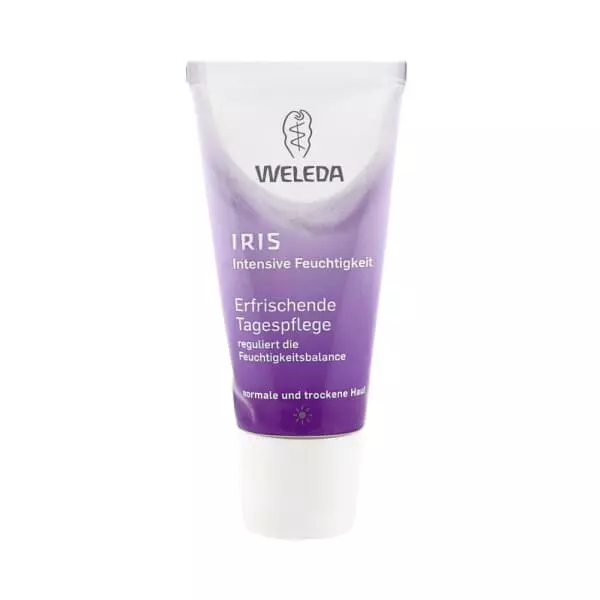 WELEDA
IRIS
Intensive Feuchtigkeit
Erfrischende
Tagespflege
reguliert die
Feuchtigkeitsbalance
normale und trockene Haut